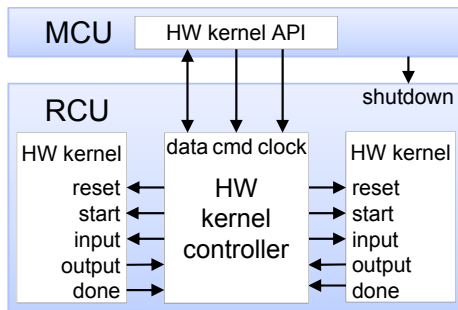 MCU
HW kernel API
shutdown
RCU
HW kernel
reset
start
input
output
done
data cmd clock
HW
kernel
controller
HW kernel
reset
start
input
output
done